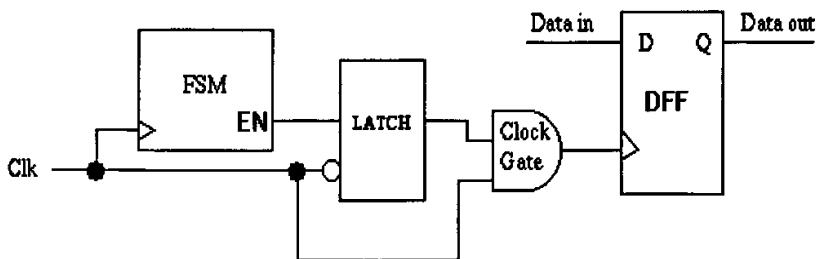 Data in
Data out
D
Q
DFF
FSM
EN
LATCH
Clock
Gate
Clk